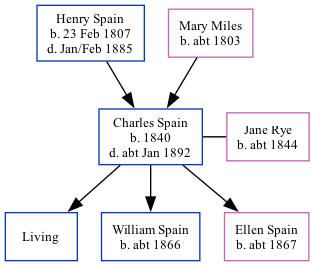 Henry Spain
b. 23 Feb 1807
d. Jan/Feb 1885
Mary Miles
b. abt 1803
Charles Spain
b. 1840
d. abt Jan 1892
Jane Rye
b. abt 1844
Living
William Spain
b. abt 1866
Ellen Spain
b. abt 1867